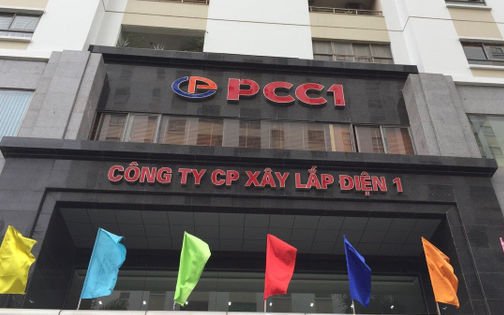 PCC1
CÔNG TY CP XÂY LẮP ĐIỆN 1